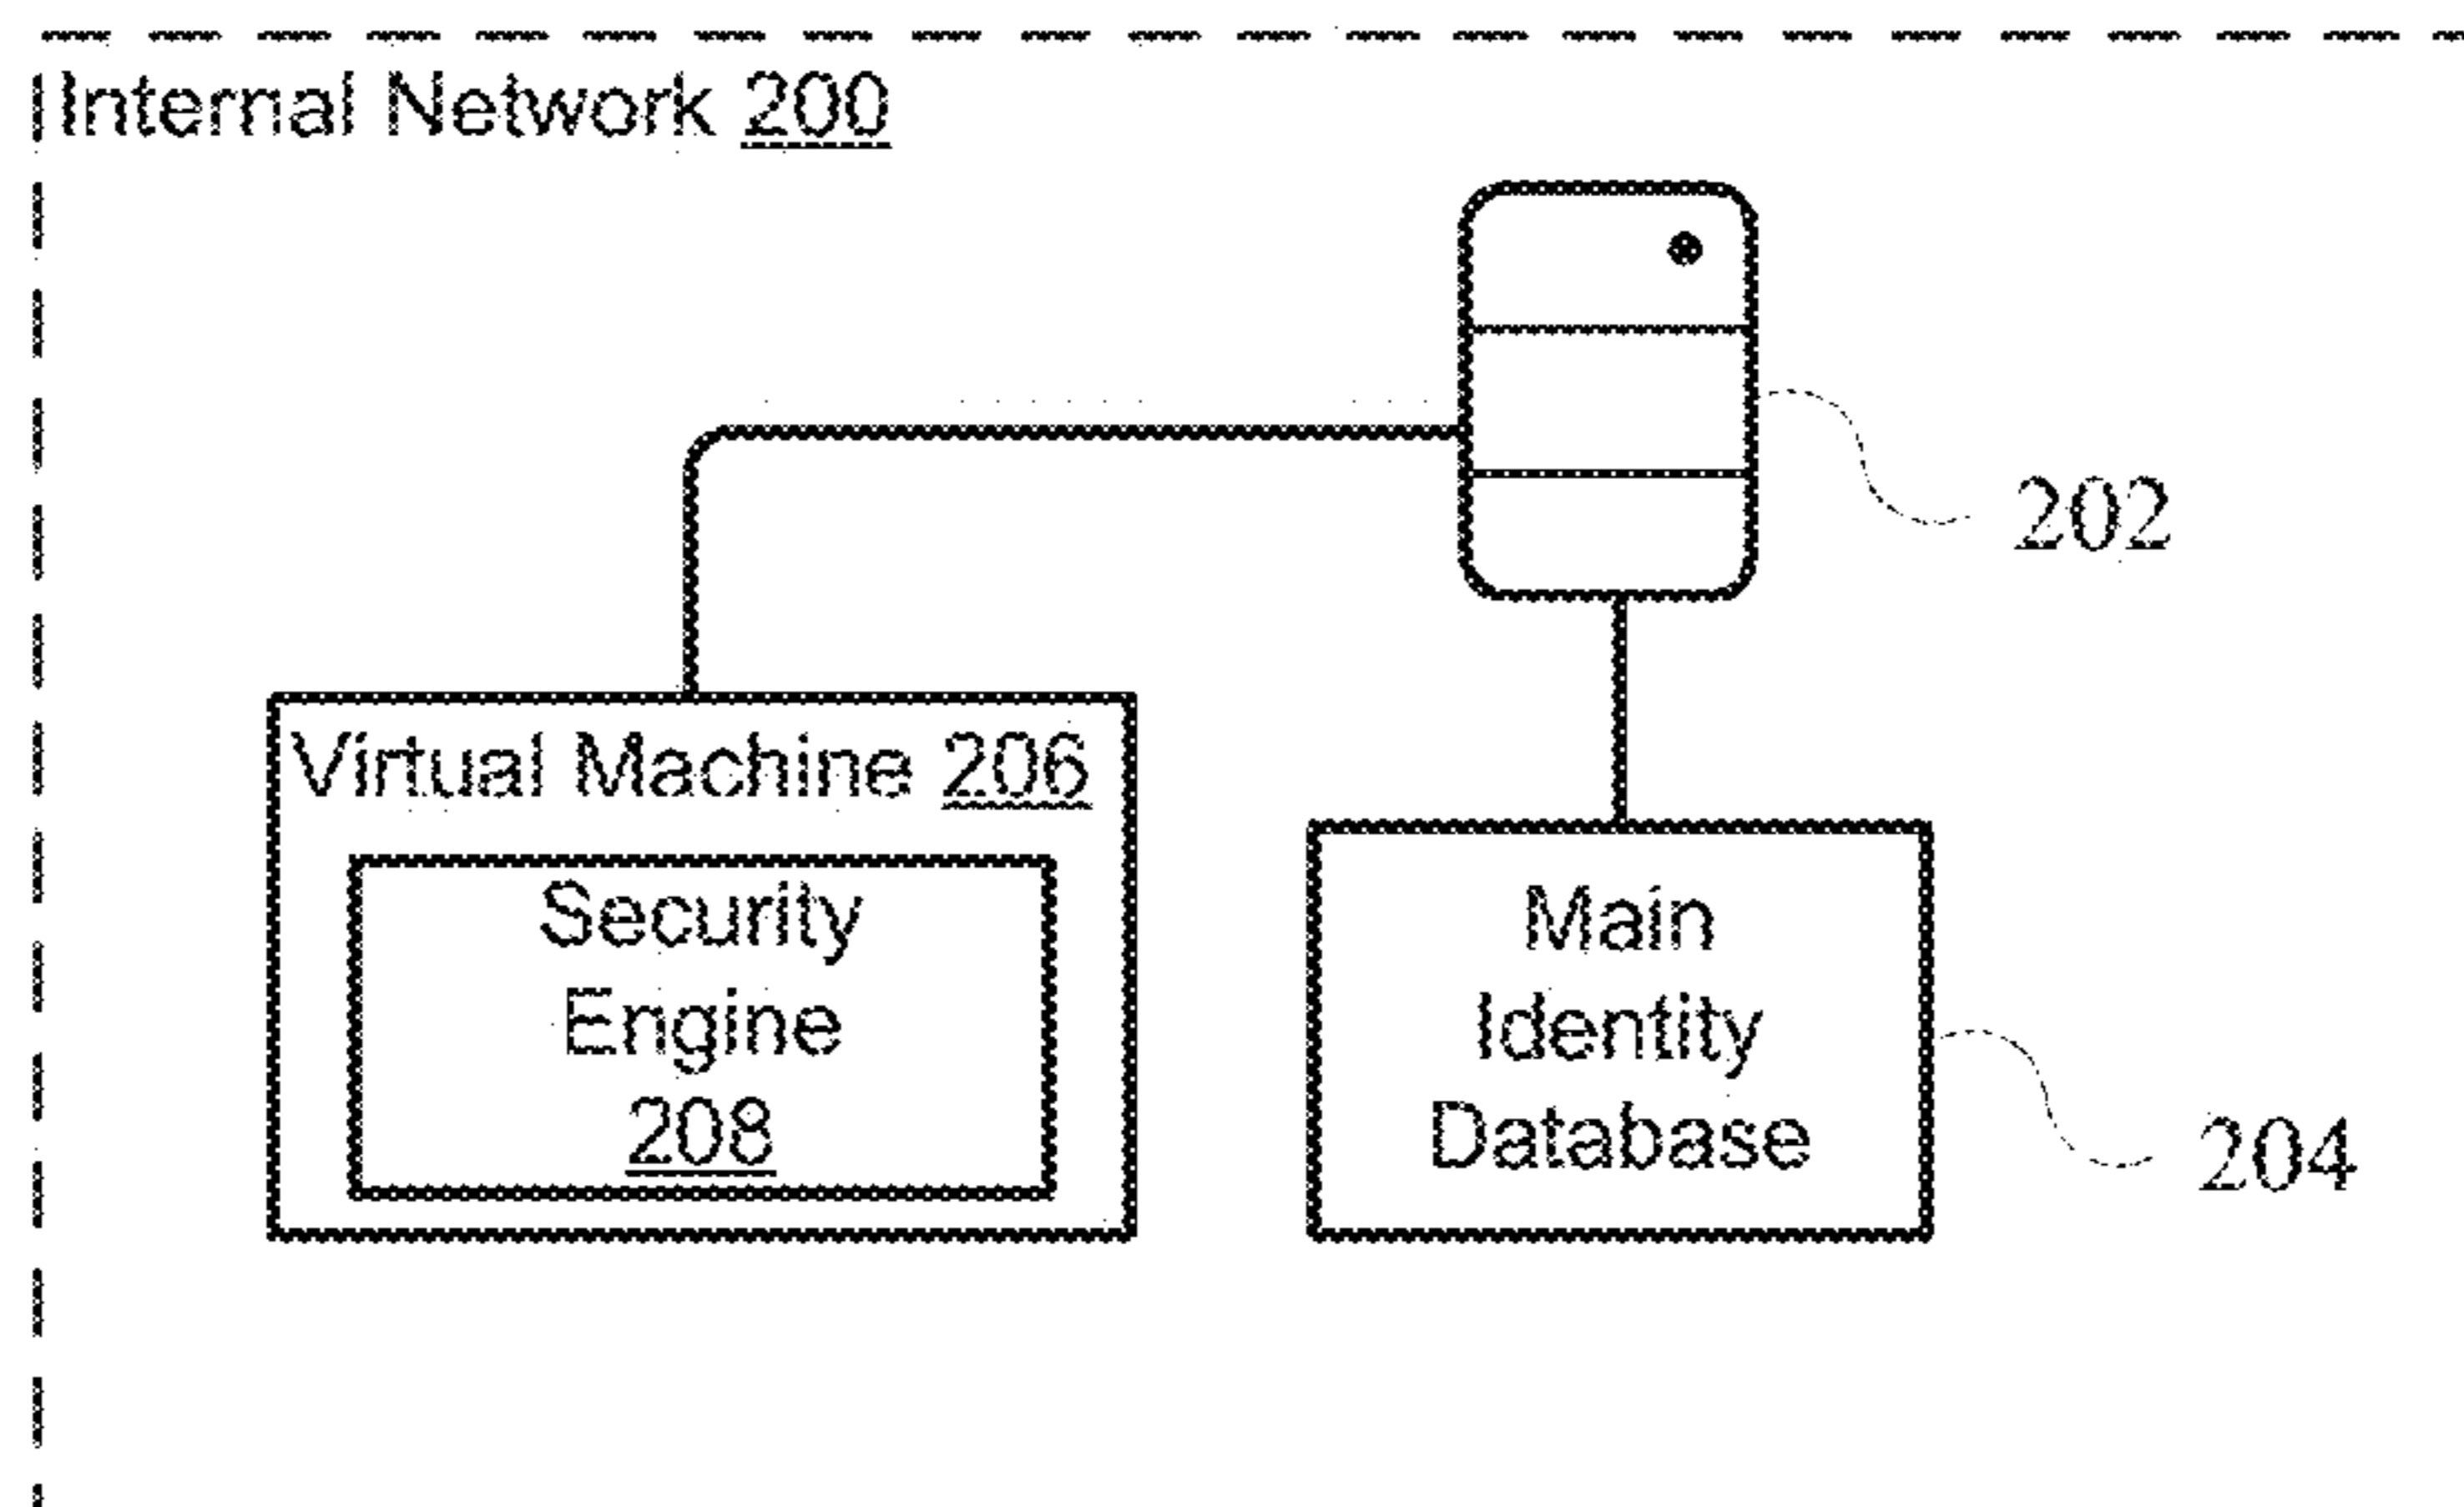 Internal Network 200
202
Virtual Machine 206
Security
Engine
208
Main
Identity
Database
204